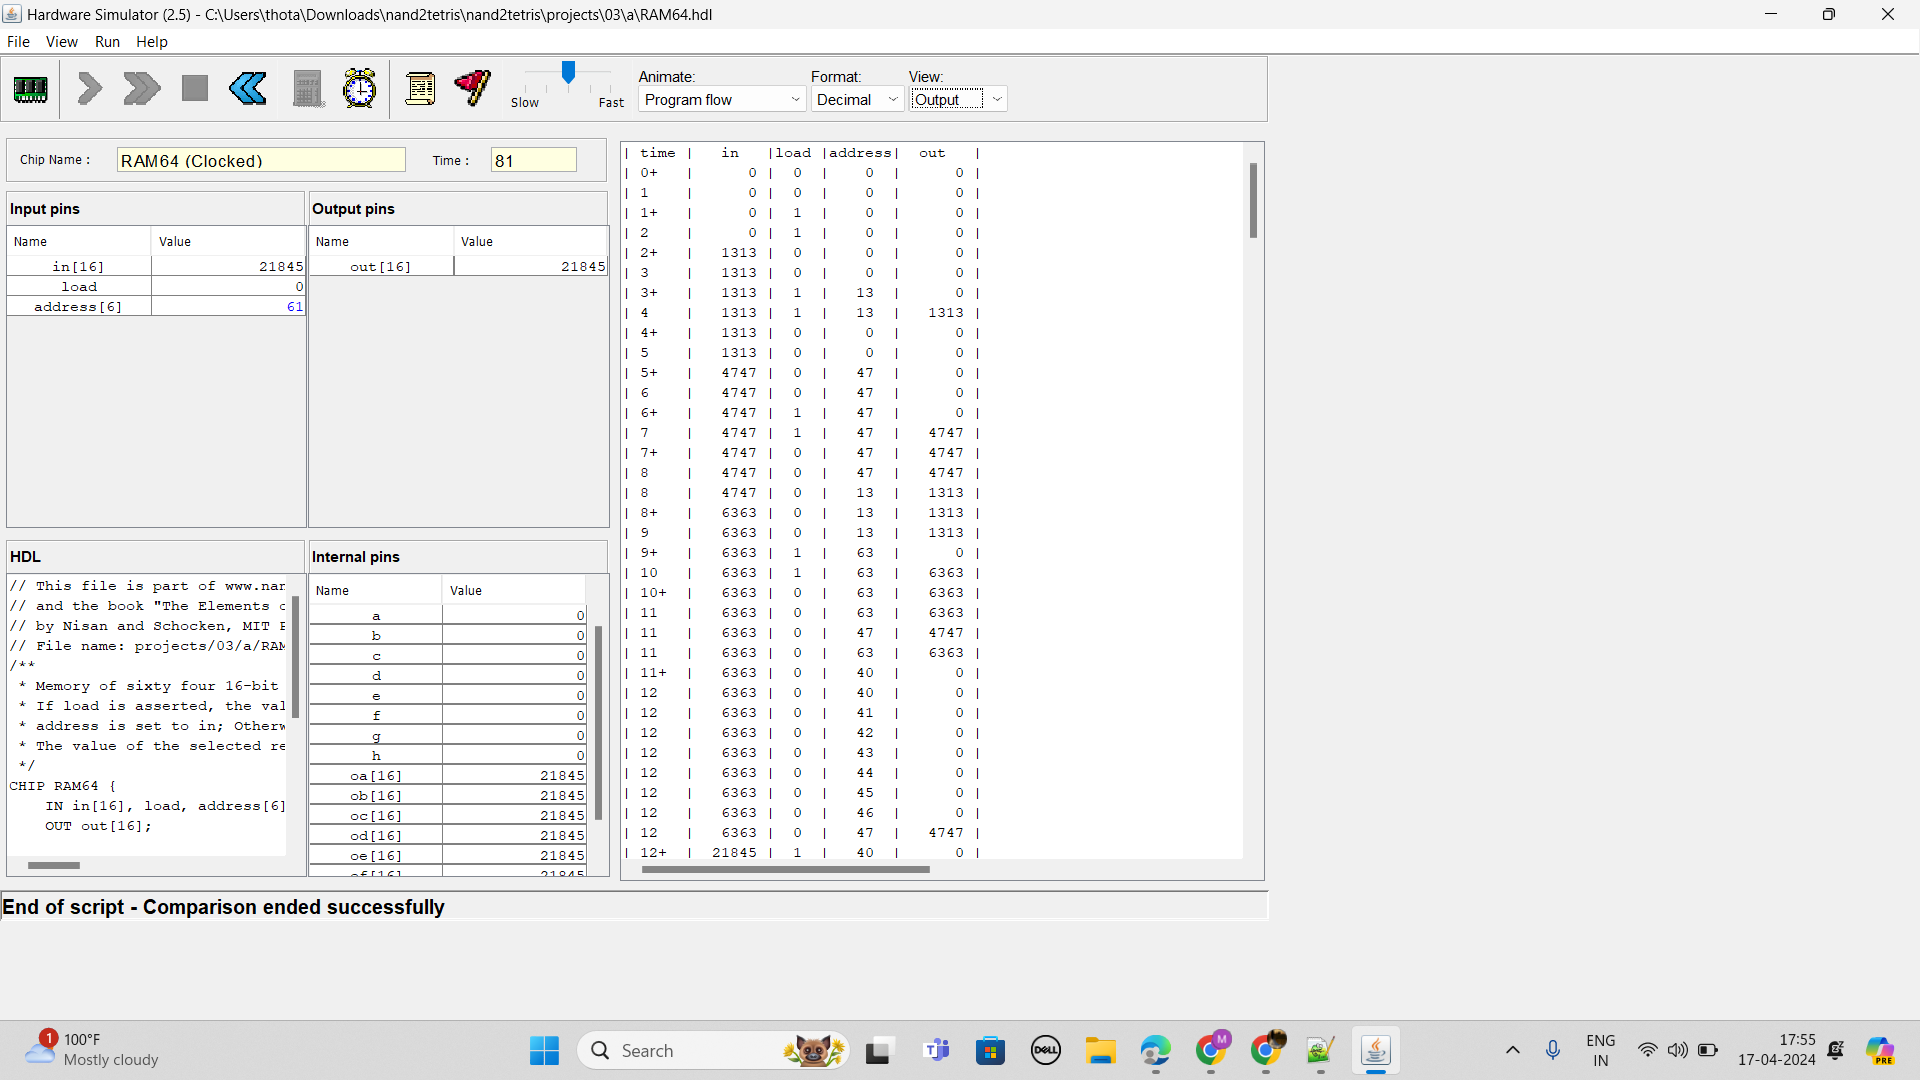 Hardware Simulator (2.5) - C:\Users\thota\Downloads\nand2tetris\nand2tetris\projects\03\a\RAM64.hdl
File View Run Help
Slow Fast
Animate: Format: View:
Program flow Decimal Output
Chip Name : RAM64 (Clocked) Time : 81
Input pins
Name Value
in[16] 21845
load 0
address[6] 61
Output pins
Name Value
out[16] 21845
HDL
// This file is part of www.nan
// and the book "The Elements o
// by Nisan and Schocken, MIT P
// File name: projects/03/a/RAM
/**
* Memory of sixty four 16-bit
* If load is asserted, the val
* address is set to in; Otherw
* The value of the selected re
*/
CHIP RAM64 {
IN in[16], load, address[6]
OUT out[16];
Internal pins
Name Value
a 0
b 0
c 0
d 0
e 0
f 0
g 0
h 0
oa[16] 21845
ob[16] 21845
oc[16] 21845
od[16] 21845
oe[16] 21845
of[16] 21845
| time | in |load |address| out |
| 0+ | 0 | 0 | 0 | 0 |
| 1 | 0 | 0 | 0 | 0 |
| 1+ | 0 | 1 | 0 | 0 |
| 2 | 0 | 1 | 0 | 0 |
| 2+ | 1313 | 0 | 0 | 0 |
| 3 | 1313 | 0 | 0 | 0 |
| 3+ | 1313 | 1 | 13 | 0 |
| 4 | 1313 | 1 | 13 | 1313 |
| 4+ | 1313 | 0 | 0 | 0 |
| 5 | 1313 | 0 | 0 | 0 |
| 5+ | 4747 | 0 | 47 | 0 |
| 6 | 4747 | 0 | 47 | 0 |
| 6+ | 4747 | 1 | 47 | 0 |
| 7 | 4747 | 1 | 47 | 4747 |
| 7+ | 4747 | 0 | 47 | 4747 |
| 8 | 4747 | 0 | 47 | 4747 |
| 8 | 4747 | 0 | 13 | 1313 |
| 8+ | 6363 | 0 | 13 | 1313 |
| 9 | 6363 | 0 | 13 | 1313 |
| 9+ | 6363 | 1 | 63 | 0 |
| 10 | 6363 | 1 | 63 | 6363 |
| 10+ | 6363 | 0 | 63 | 6363 |
| 11 | 6363 | 0 | 63 | 6363 |
| 11 | 6363 | 0 | 47 | 4747 |
| 11 | 6363 | 0 | 63 | 6363 |
| 11+ | 6363 | 0 | 40 | 0 |
| 12 | 6363 | 0 | 40 | 0 |
| 12 | 6363 | 0 | 41 | 0 |
| 12 | 6363 | 0 | 42 | 0 |
| 12 | 6363 | 0 | 43 | 0 |
| 12 | 6363 | 0 | 44 | 0 |
| 12 | 6363 | 0 | 45 | 0 |
| 12 | 6363 | 0 | 46 | 0 |
| 12 | 6363 | 0 | 47 | 4747 |
| 12+ | 21845 | 1 | 40 | 0 |
End of script - Comparison ended successfully
1
100°F
Mostly cloudy
Search
DELL
M
ENG
IN
17:55
17-04-2024
PRE